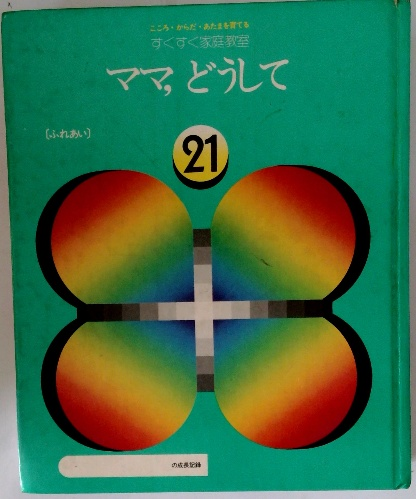 こころ・からだ・あたまを育てる
すくすく家庭教室
ママ，どうして
〔ふれあい〕
21
の成長記録